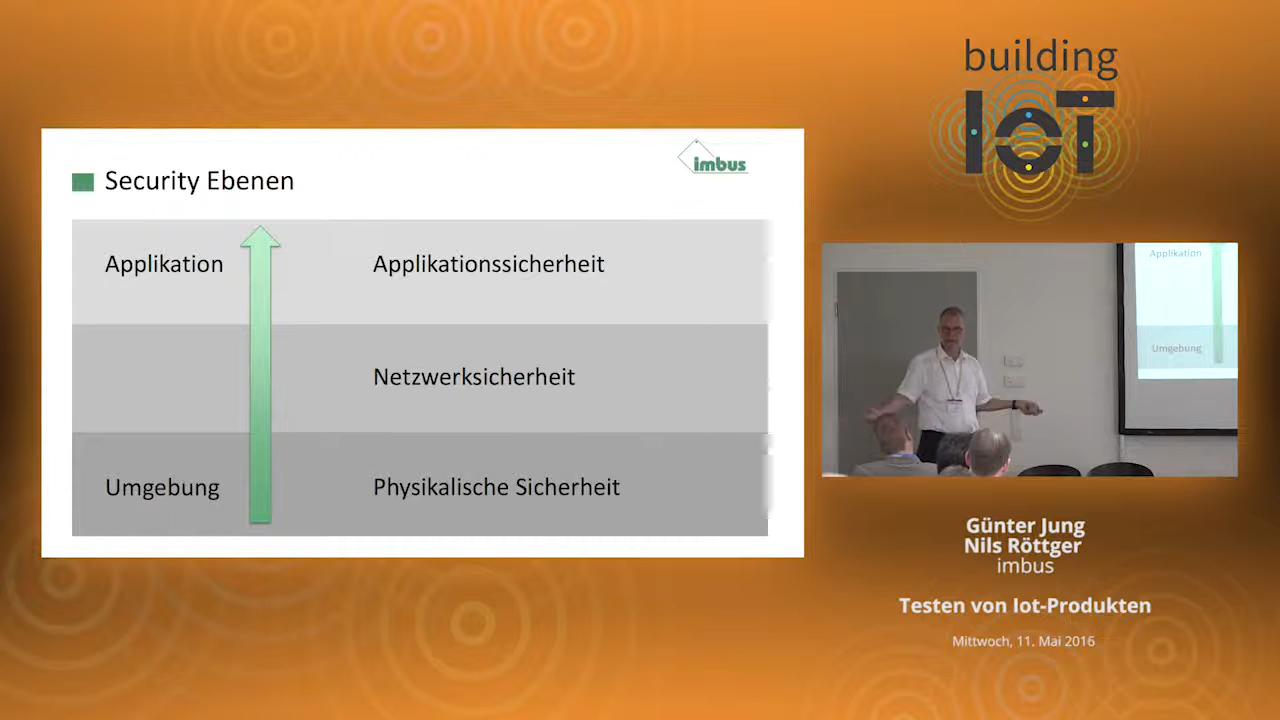 building
IoT
imbus
Security Ebenen
Applikation
Applikationssicherheit
Netzwerksicherheit
Umgebung
Physikalische Sicherheit
Applikation
Umgebung
Günter Jung
Nils Röttger
imbus
Testen von Iot-Produkten
Mittwoch, 11. Mai 2016